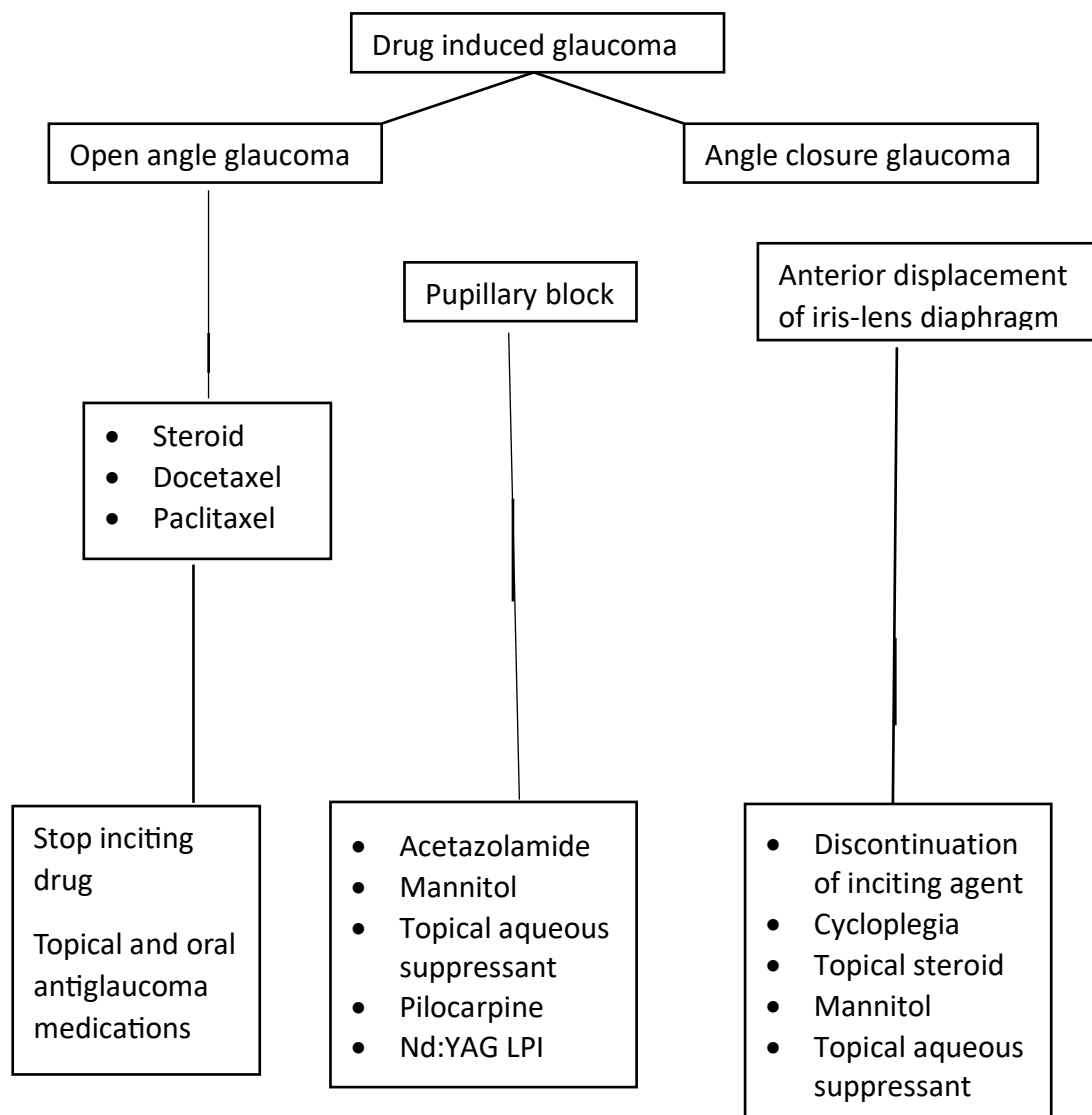 Drug induced glaucoma
Open angle glaucoma
Angle closure glaucoma
Pupillary block
Anterior displacement
of iris-lens diaphragm
• Steroid
• Docetaxel
• Paclitaxel
Stop inciting
drug
Topical and oral
antiglaucoma
medications
• Acetazolamide
• Mannitol
• Topical aqueous
suppressant
• Pilocarpine
• Nd:YAG LPI
• Discontinuation
of inciting agent
• Cycloplegia
• Topical steroid
• Mannitol
• Topical aqueous
suppressant